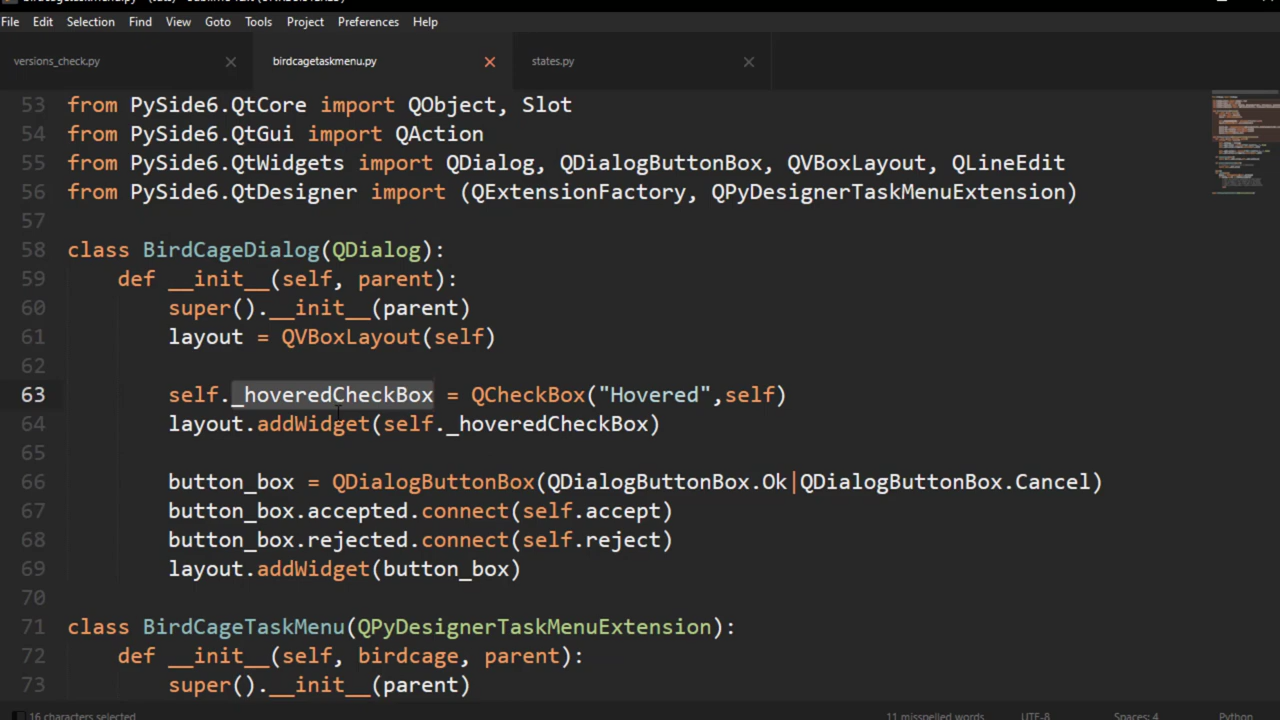 File Edit Selection Find View Goto Tools Project Preferences Help
versions_check.py birdcagetaskmenu.py states.py
53 from PySide6.QtCore import QObject, Slot
54 from PySide6.QtGui import QAction
55 from PySide6.QtWidgets import QDialog, QDialogButtonBox, QVBoxLayout, QLineEdit
56 from PySide6.QtDesigner import (QExtensionFactory, QPyDesignerTaskMenuExtension)
57
58 class BirdCageDialog(QDialog):
59 def __init__(self, parent):
60 super().__init__(parent)
61 layout = QVBoxLayout(self)
62
63 self._hoveredCheckBox = QCheckBox("Hovered",self)
64 layout.addWidget(self._hoveredCheckBox)
65
66 button_box = QDialogButtonBox(QDialogButtonBox.Ok|QDialogButtonBox.Cancel)
67 button_box.accepted.connect(self.accept)
68 button_box.rejected.connect(self.reject)
69 layout.addWidget(button_box)
70
71 class BirdCageTaskMenu(QPyDesignerTaskMenuExtension):
72 def __init__(self, birdcage, parent):
73 super().__init__(parent)
16 characters selected 11 misspelled words UTF-8 Spaces: 4 Python